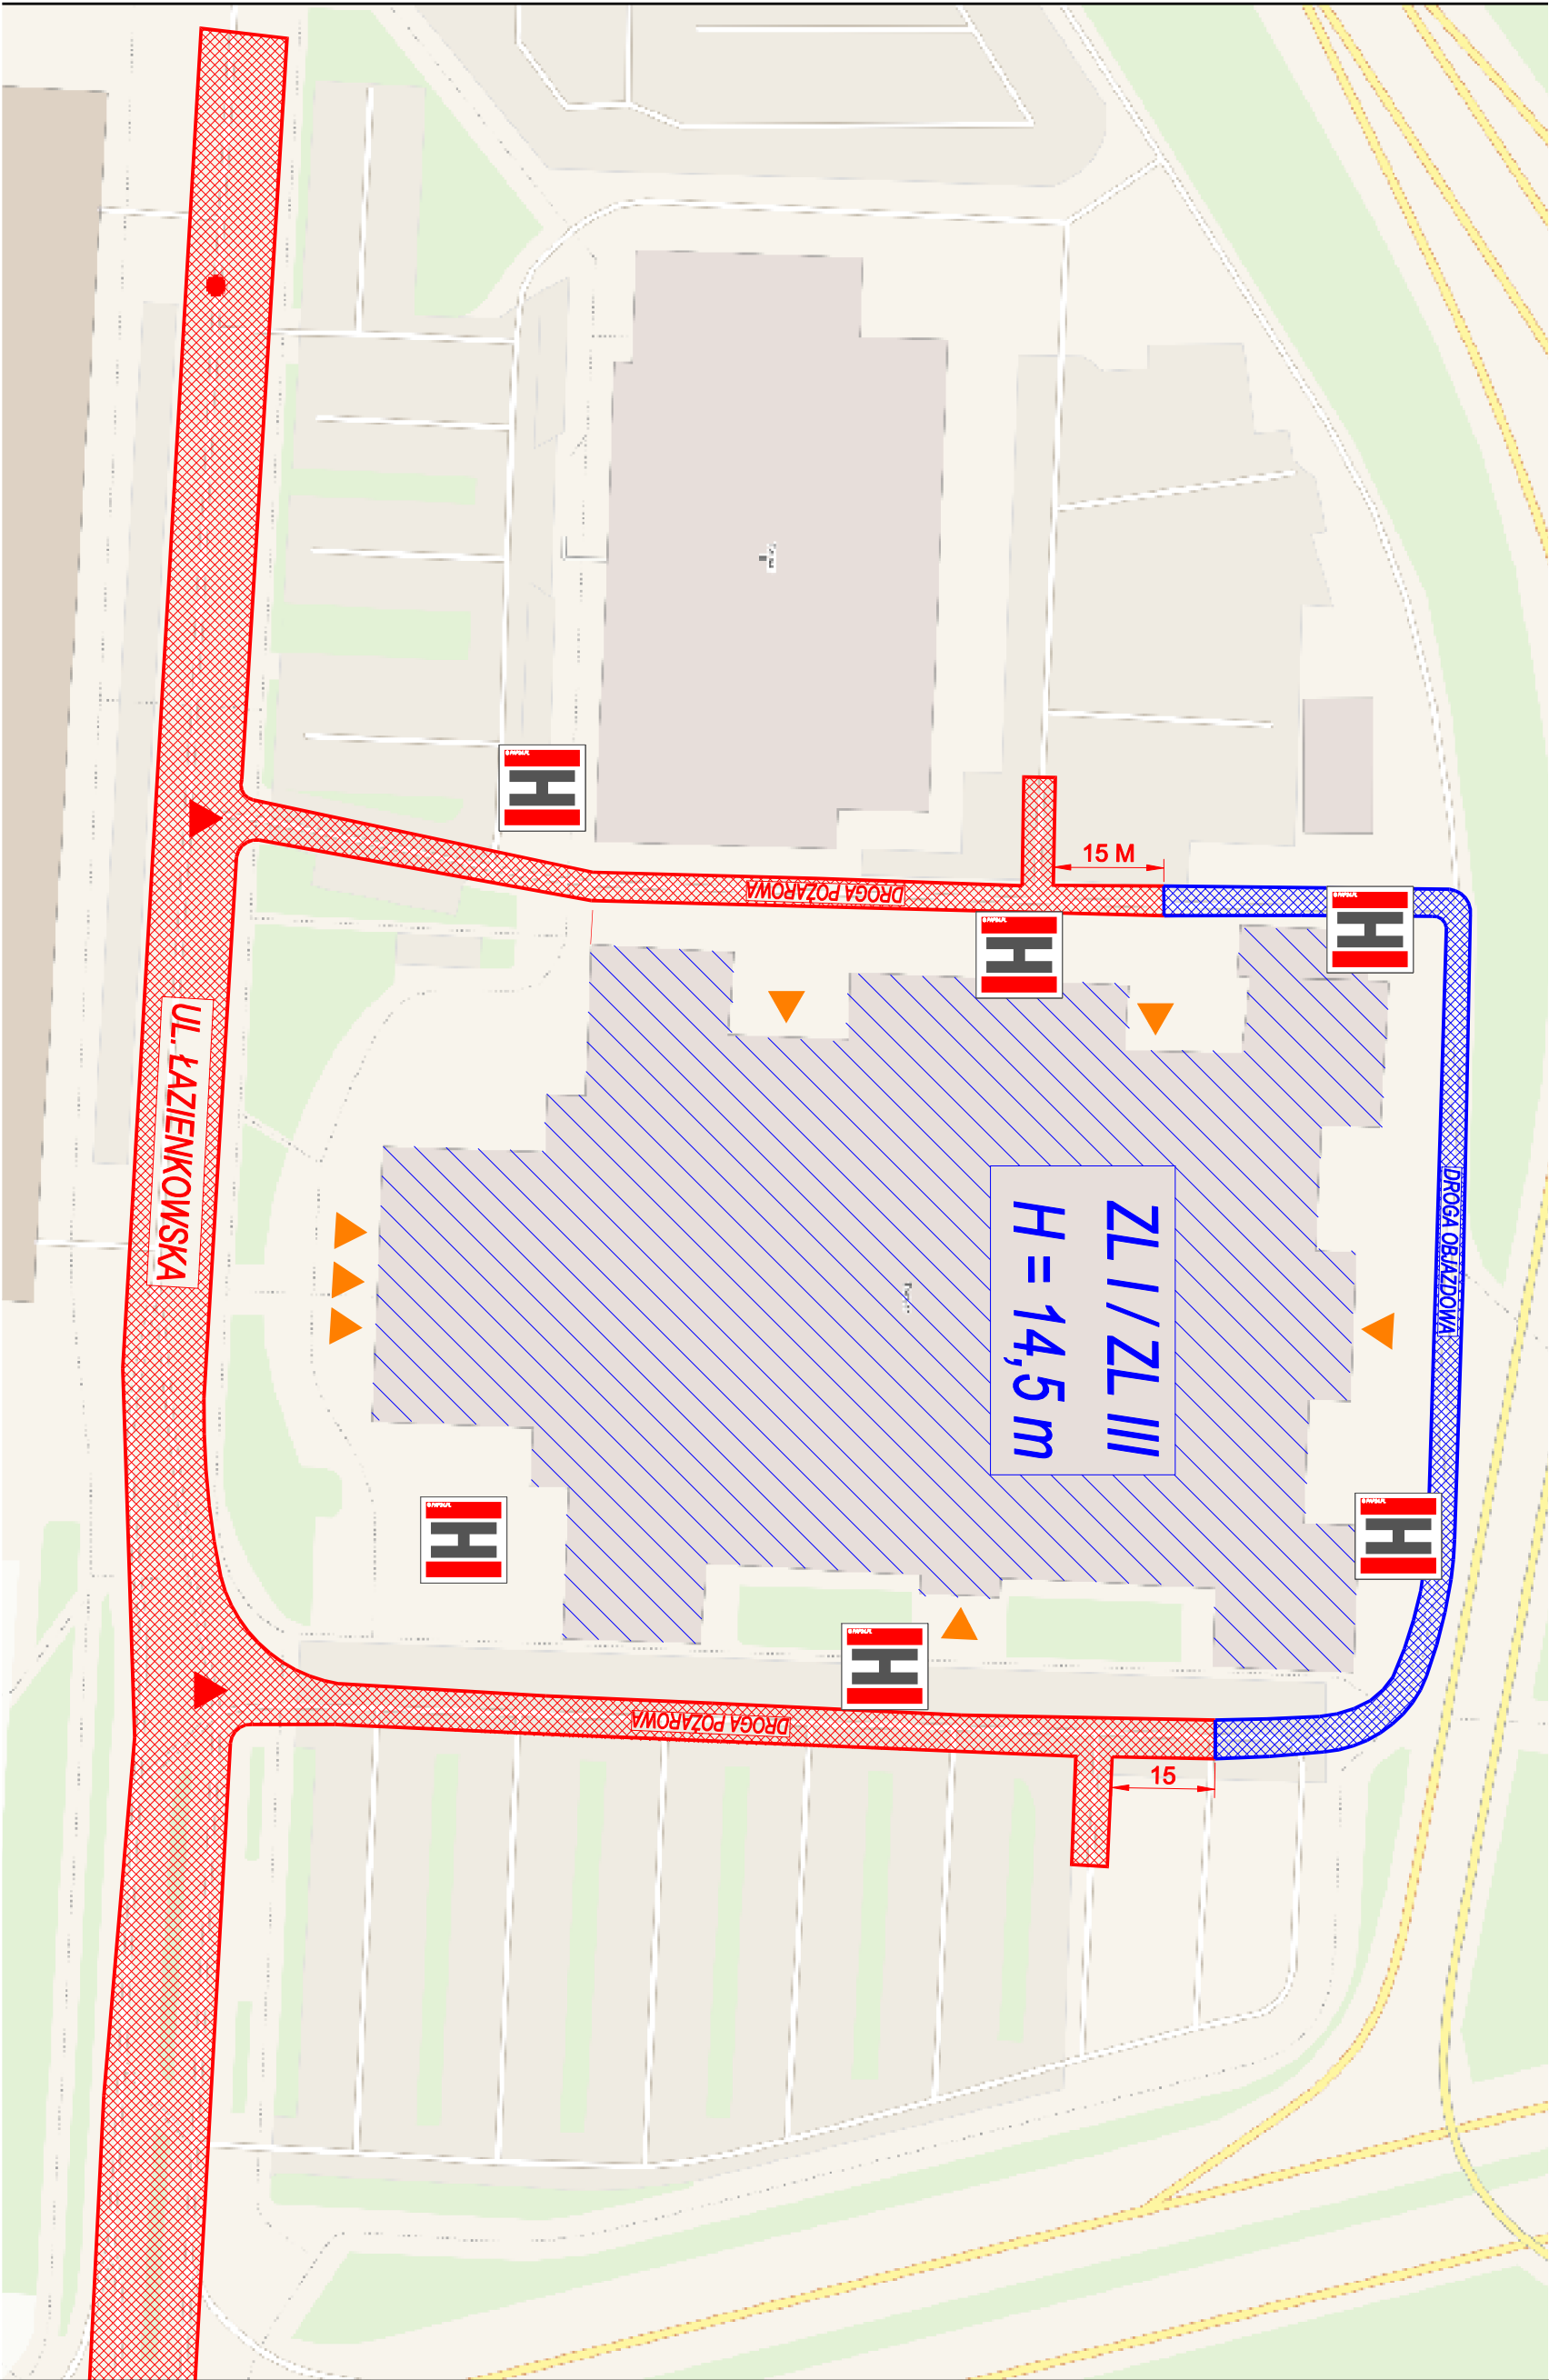 15 M
DROGA POŻAROWA
UL. ŁAZIENKOWSKA
DROGA OBJAZDOWA
ZL I // ZL III
H = 14,5 m
DROGA POŻAROWA
15
H
H
H
H
H
H